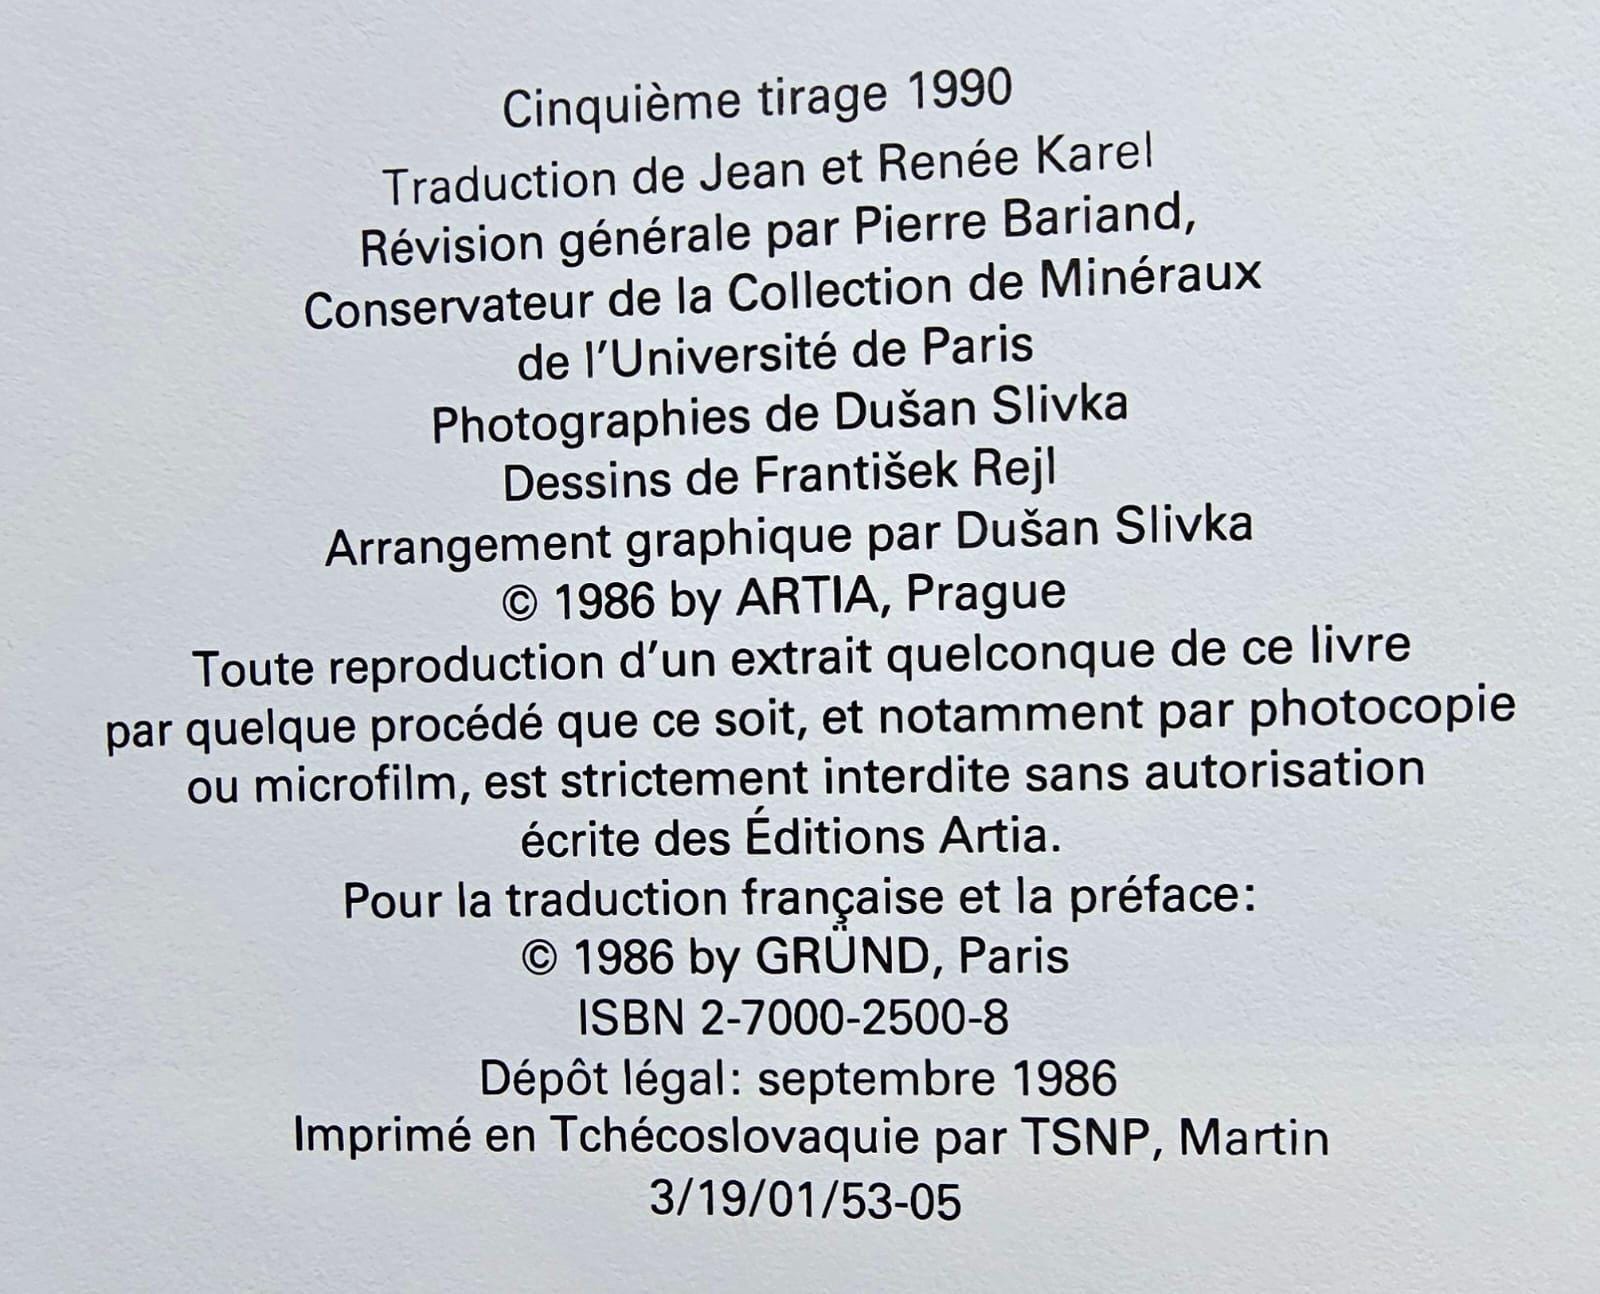 Cinquième tirage 1990
Traduction de Jean et Renée Karel
Révision générale par Pierre Bariand,
Conservateur de la Collection de Minéraux
de l'Université de Paris
Photographies de Dušan Slivka
Dessins de František Rejl
Arrangement graphique par Dušan Slivka
© 1986 by ARTIA, Prague
Toute reproduction d'un extrait quelconque de ce livre
par quelque procédé que ce soit, et notamment par photocopie
ou microfilm, est strictement interdite sans autorisation
écrite des Éditions Artia.
Pour la traduction française et la préface:
© 1986 by GRÜND, Paris
ISBN 2-7000-2500-8
Dépôt légal: septembre 1986
Imprimé en Tchécoslovaquie par TSNP, Martin
3/19/01/53-05